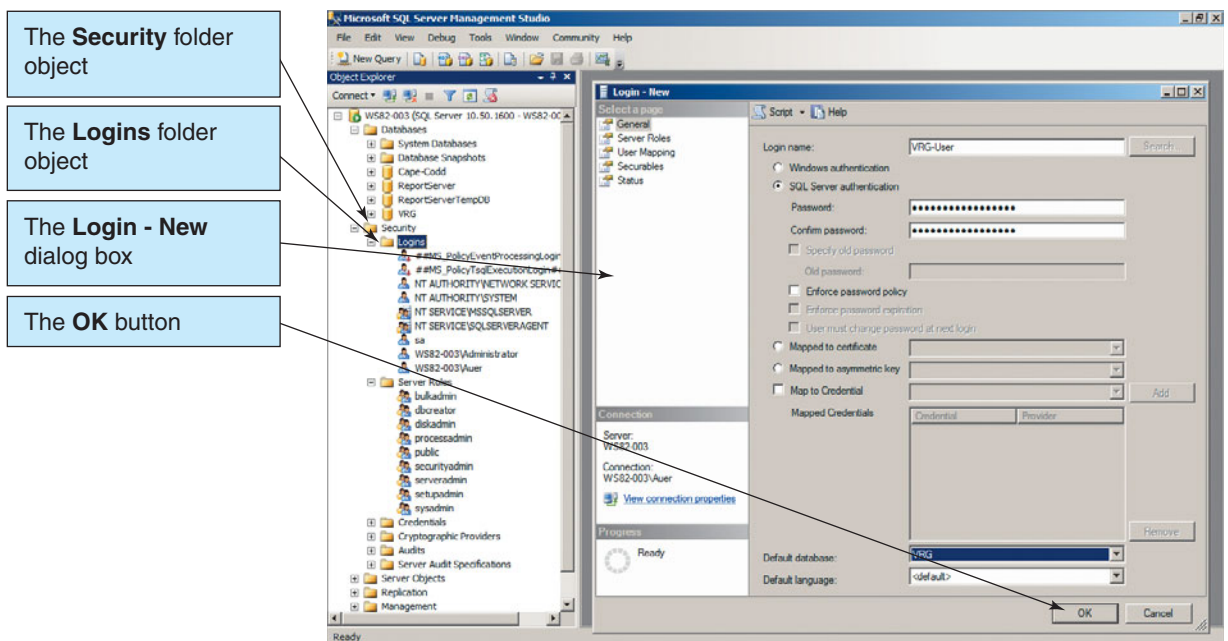 The Security folder
object
The Logins folder
object
The Login - New
dialog box
The OK button
Microsoft SQL Server Management Studio
File Edit View Debug Tools Window Community Help
New Query
Object Explorer
Connect
WS82-003 (SQL Server 10.50.1600 - WS82-00
Databases
System Databases
Database Snapshots
Cape-Codd
ReportServer
ReportServerTempDB
VRG
Security
Logins
##MS_PolicyEventProcessingLogin
##MS_PolicyTsqlExecutionLogin##
NT AUTHORITY\NETWORK SERVIC
NT AUTHORITY\SYSTEM
NT SERVICE\MSSQLSERVER
NT SERVICE\SQLSERVERAGENT
sa
WS82-003\Administrator
WS82-003\Auer
Server Roles
bulkadmin
dbcreator
diskadmin
processadmin
public
securityadmin
serveradmin
setupadmin
sysadmin
Credentials
Cryptographic Providers
Audits
Server Audit Specifications
Server Objects
Replication
Management
Ready
Login - New
Select a page
General
Server Roles
User Mapping
Securables
Status
Connection
Server:
WS82-003
Connection:
WS82-003\Auer
View connection properties
Progress
Ready
Script Help
Login name: VRG-User Search...
Windows authentication
SQL Server authentication
Password: •••••••••••••••••
Confirm password: •••••••••••••••••
Specify old password
Old password:
Enforce password policy
Enforce password expiration
User must change password at next login
Mapped to certificate
Mapped to asymmetric key
Map to Credential Add
Mapped Credentials Credential Provider
Remove
Default database: VRG
Default language: <default>
OK Cancel